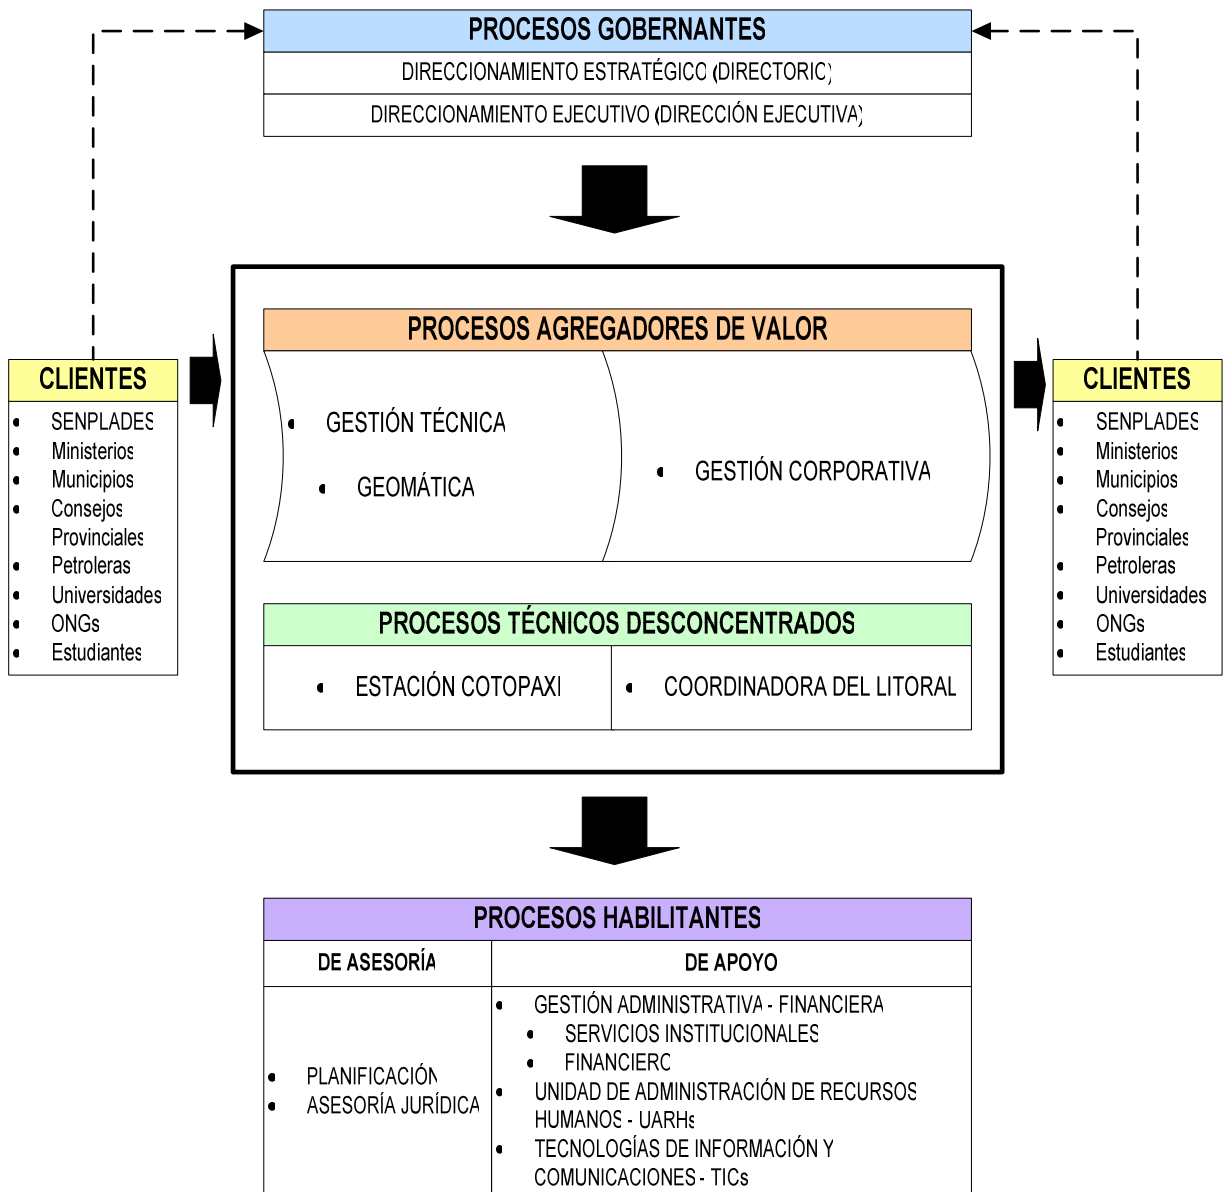 PROCESOS GOBERNANTES
DIRECCIONAMIENTO ESTRATÉGICO (DIRECTORIO)
DIRECCIONAMIENTO EJECUTIVO (DIRECCIÓN EJECUTIVA)
CLIENTES
• SENPLADES
• Ministerios
• Municipios
• Consejos
Provinciales
• Petroleras
• Universidades
• ONGs
• Estudiantes
PROCESOS AGREGADORES DE VALOR
• GESTIÓN TÉCNICA
• GEOMÁTICA
• GESTIÓN CORPORATIVA
PROCESOS TÉCNICOS DESCONCENTRADOS
• ESTACIÓN COTOPAXI
• COORDINADORA DEL LITORAL
CLIENTES
• SENPLADES
• Ministerios
• Municipios
• Consejos
Provinciales
• Petroleras
• Universidades
• ONGs
• Estudiantes
PROCESOS HABILITANTES
DE ASESORÍA
• PLANIFICACIÓN
• ASESORÍA JURÍDICA
DE APOYO
• GESTIÓN ADMINISTRATIVA - FINANCIERA
• SERVICIOS INSTITUCIONALES
• FINANCIERO
• UNIDAD DE ADMINISTRACIÓN DE RECURSOS
HUMANOS - UARHs
• TECNOLOGÍAS DE INFORMACIÓN Y
COMUNICACIONES - TICs